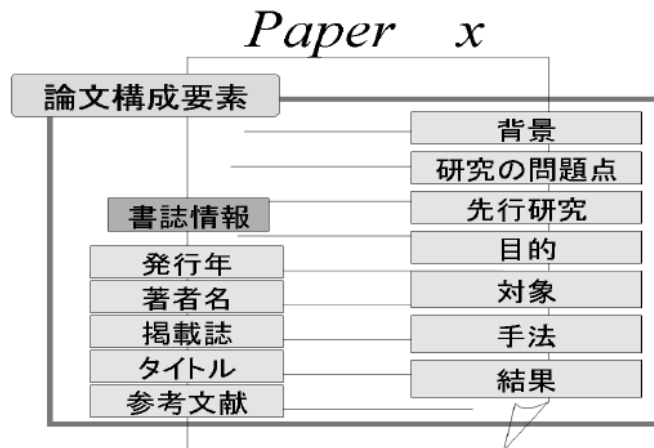 Paper x
論文構成要素
書誌情報
発行年
著者名
掲載誌
タイトル
参考文献
背景
研究の問題点
先行研究
目的
対象
手法
結果